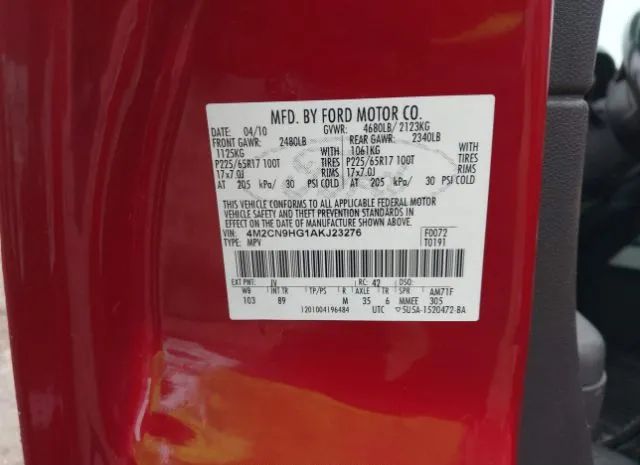 MFD. BY FORD MOTOR CO.
DATE: 04/10 GVWR: 4680LB/ 2123KG
FRONT GAWR: 2480LB REAR GAWR: 2340LB
1125KG WITH 1061KG WITH
P225/65R17 100T TIRES P225/65R17 100T TIRES
17x7.0J RIMS 17x7.0J RIMS
AT 205 kPa/ 30 PSI COLD AT 205 kPa/ 30 PSI COLD
THIS VEHICLE CONFORMS TO ALL APPLICABLE FEDERAL MOTOR
VEHICLE SAFETY AND THEFT PREVENTION STANDARDS IN EFFECT
ON THE DATE OF MANUFACTURE SHOWN ABOVE.
VIN: 4M2CN9HG1AKJ23276 F0072
TYPE: MPV T0191
EXT PNT: JV RC: 42 DSO:
WB INT TR TP/PS R AXLE TR SPR AM71F
103 89 M 35 6 MMEE 305
1201004196484 UTC 5U5A-1520472-BA